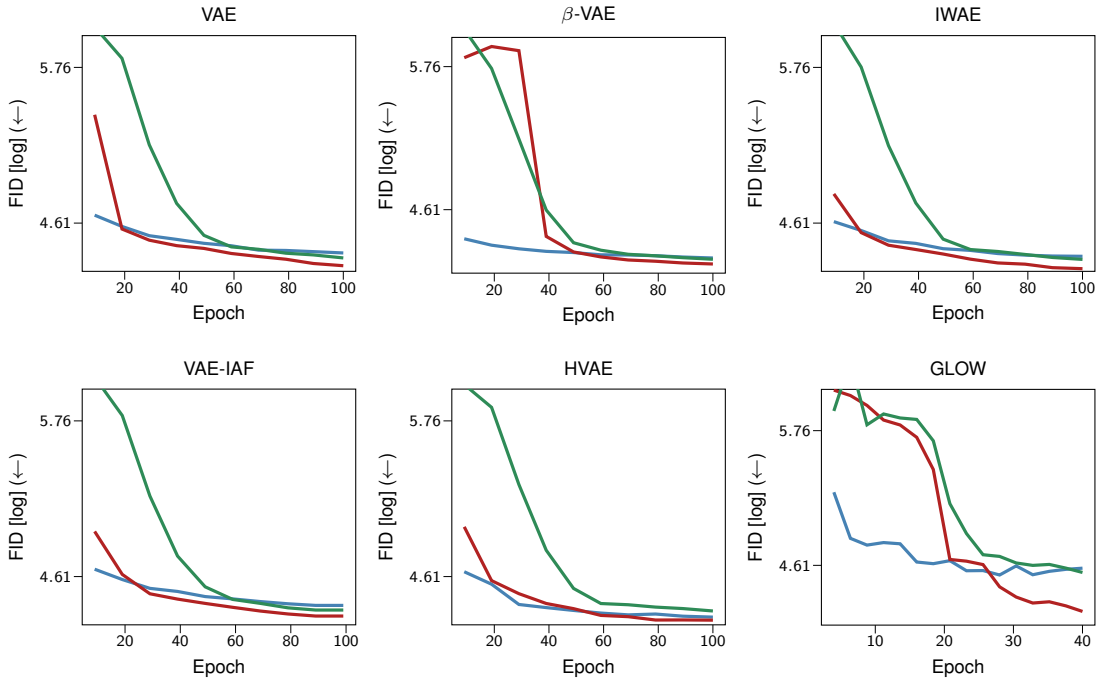 VAE
5.76
4.61
FID [log] (←)
20 40 60 80 100
Epoch
β-VAE
5.76
4.61
FID [log] (←)
20 40 60 80 100
Epoch
IWAE
5.76
4.61
FID [log] (←)
20 40 60 80 100
Epoch
VAE-IAF
5.76
4.61
FID [log] (←)
20 40 60 80 100
Epoch
HVAE
5.76
4.61
FID [log] (←)
20 40 60 80 100
Epoch
GLOW
5.76
4.61
FID [log] (←)
10 20 30 40
Epoch